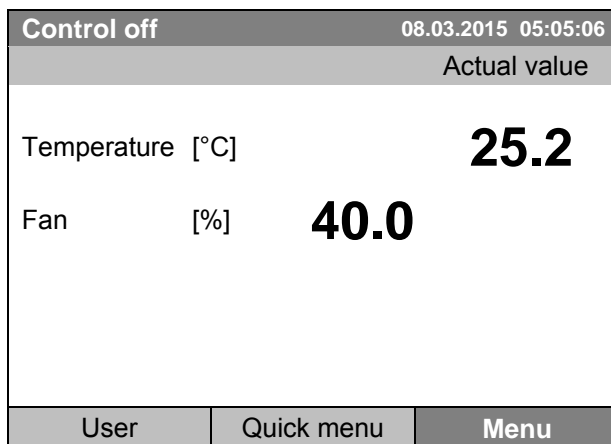 Control off 08.03.2015 05:05:06
Actual value
Temperature [°C] 25.2
Fan [%] 40.0
User Quick menu Menu